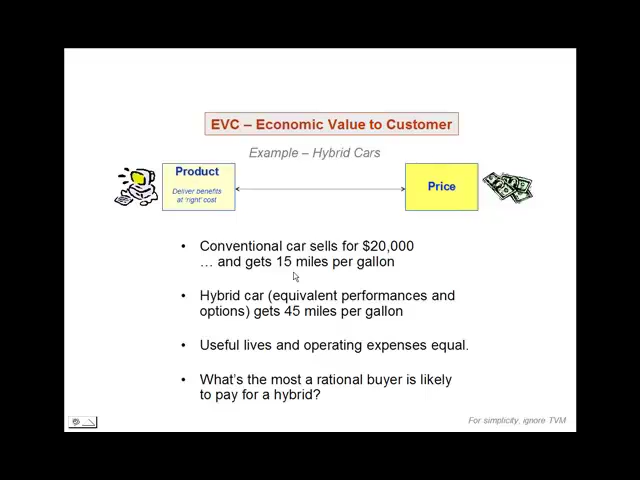 EVC – Economic Value to Customer
Example – Hybrid Cars
Product
Deliver benefits
at 'right' cost
Price
• Conventional car sells for $20,000
… and gets 15 miles per gallon
• Hybrid car (equivalent performances and
options) gets 45 miles per gallon
• Useful lives and operating expenses equal.
• What's the most a rational buyer is likely
to pay for a hybrid?
For simplicity, ignore TVM